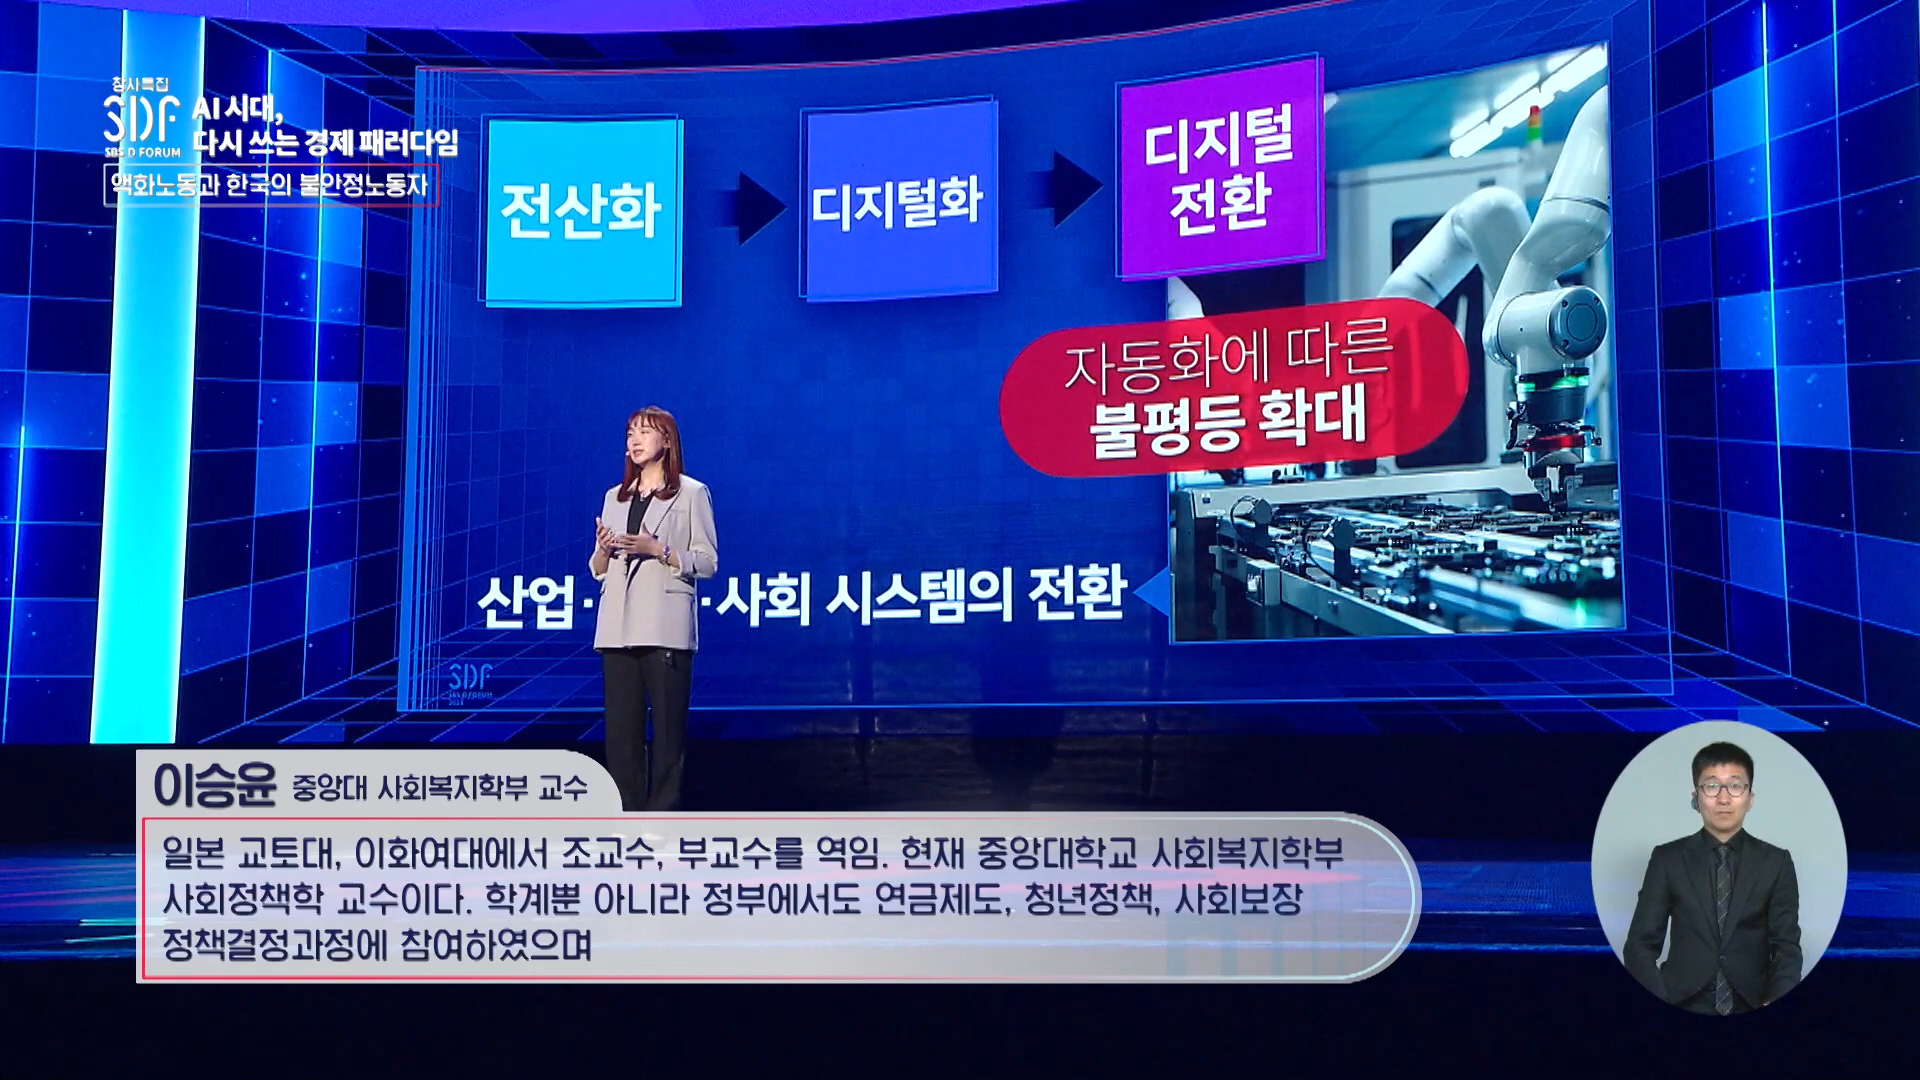 창사특집
SDF
SBS D FORUM
AI 시대,
다시 쓰는 경제 패러다임
액화노동과 한국의 불안정노동자
전산화
디지털화
디지털
전환
자동화에 따른
불평등 확대
산업· ·사회 시스템의 전환
SDF
SBS D FORUM
이승윤 중앙대 사회복지학부 교수
일본 교토대, 이화여대에서 조교수, 부교수를 역임. 현재 중앙대학교 사회복지학부
사회정책학 교수이다. 학계뿐 아니라 정부에서도 연금제도, 청년정책, 사회보장
정책결정과정에 참여하였으며